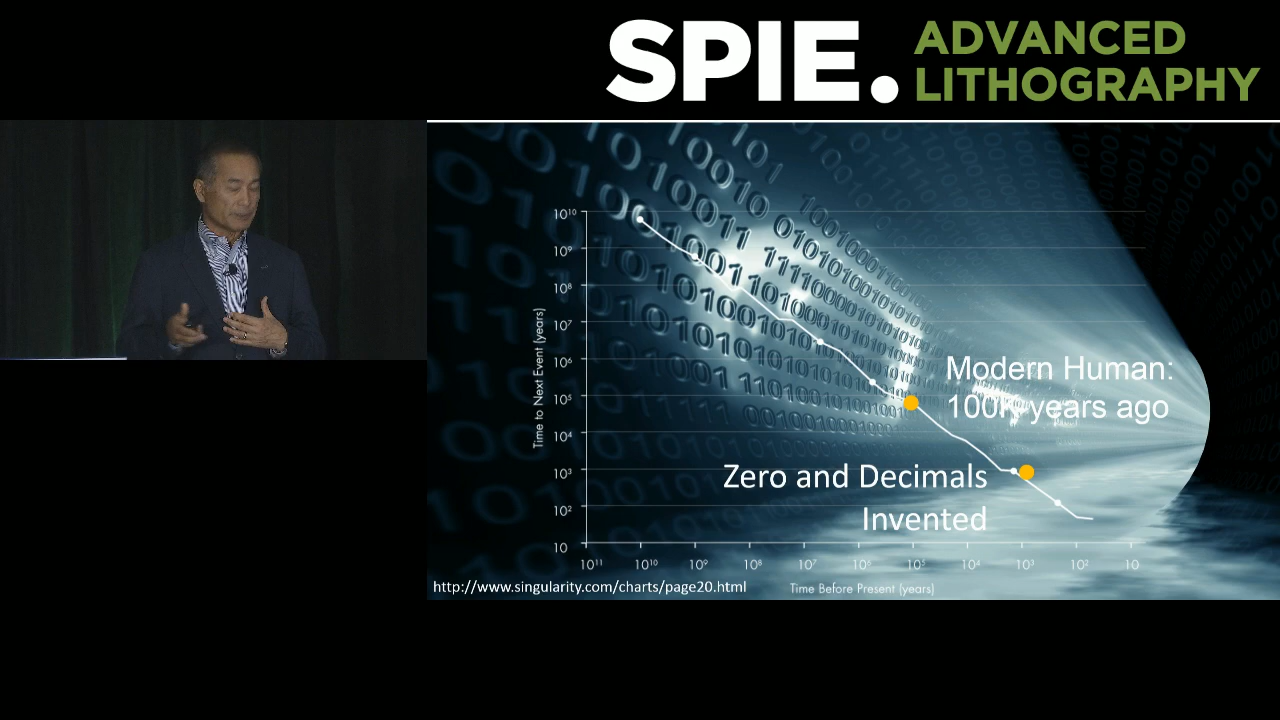 SPIE. ADVANCED
LITHOGRAPHY
10¹⁰
10⁹
10⁸
10⁷
10⁶
10⁵
10⁴
10³
10²
10
Time to Next Event (years)
Modern Human:
100K years ago
Zero and Decimals
Invented
10¹¹ 10¹⁰ 10⁹ 10⁸ 10⁷ 10⁶ 10⁵ 10⁴ 10³ 10² 10
http://www.singularity.com/charts/page20.html
Time Before Present (years)